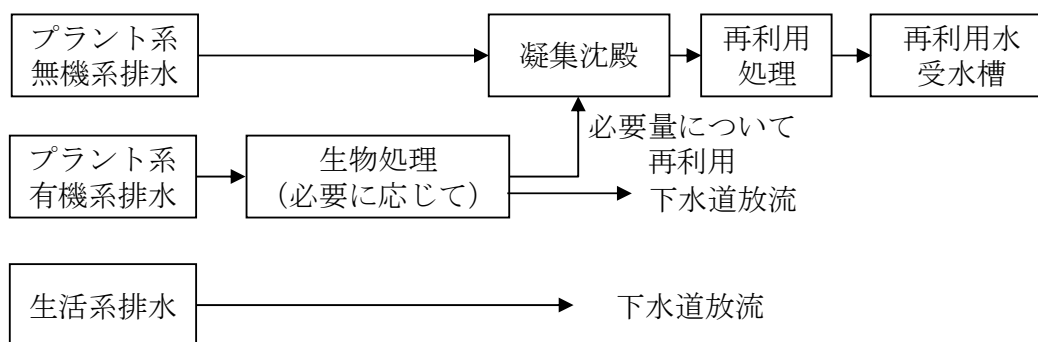 プラント系
無機系排水
凝集沈殿
再利用
処理
再利用水
受水槽
必要量について
再利用
プラント系
有機系排水
生物処理
（必要に応じて）
下水道放流
生活系排水
下水道放流